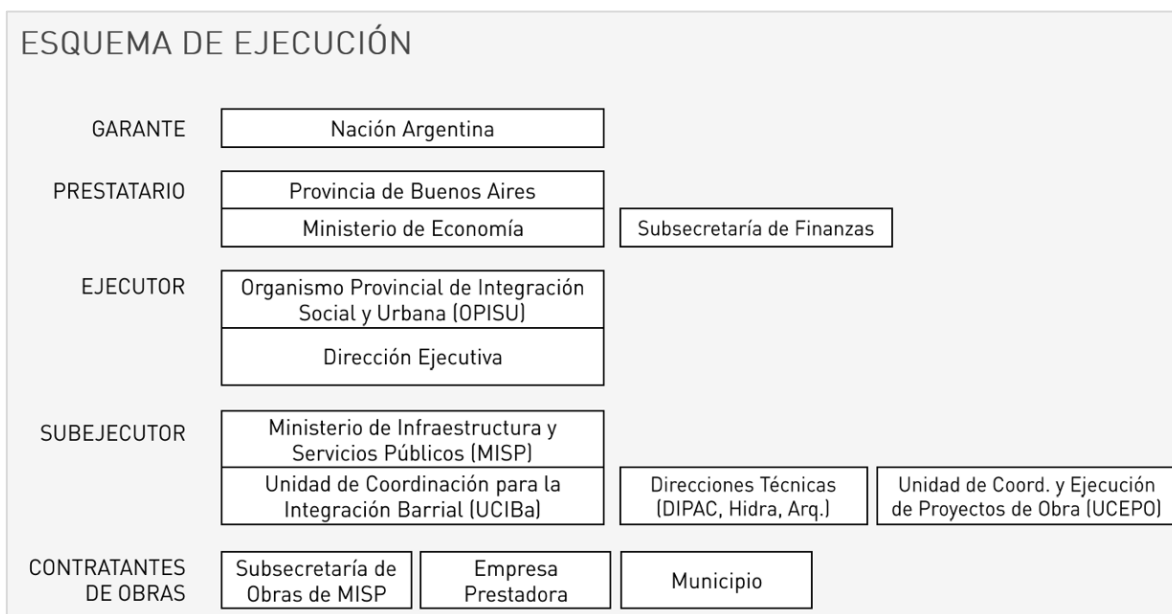 ESQUEMA DE EJECUCIÓN
GARANTE
Nación Argentina
PRESTATARIO
Provincia de Buenos Aires
Ministerio de Economía
Subsecretaría de Finanzas
EJECUTOR
Organismo Provincial de Integración
Social y Urbana (OPISU)
Dirección Ejecutiva
SUBEJECUTOR
Ministerio de Infraestructura y
Servicios Públicos (MISP)
Unidad de Coordinación para la
Integración Barrial (UCIBa)
Direcciones Técnicas
(DIPAC, Hidra, Arq.)
Unidad de Coord. y Ejecución
de Proyectos de Obra (UCEPO)
CONTRATANTES
DE OBRAS
Subsecretaría de
Obras de MISP
Empresa
Prestadora
Municipio